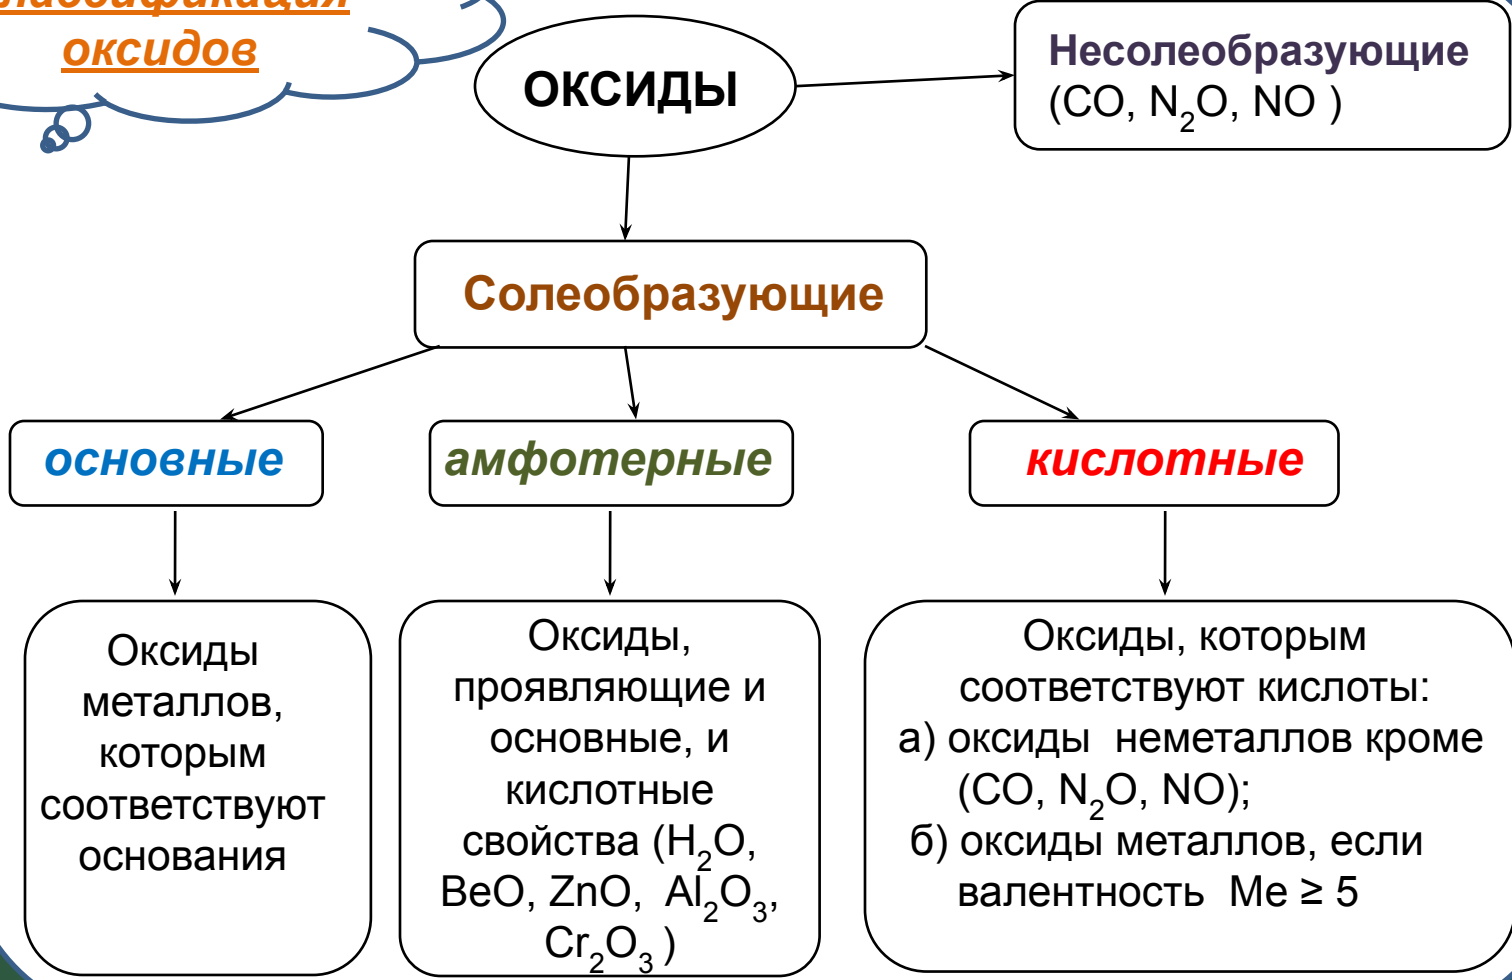 оксидов
ОКСИДЫ
Несолеобразующие
(CO, N₂O, NO )
Солеобразующие
основные
амфотерные
кислотные
Оксиды
металлов,
которым
соответствуют
основания
Оксиды,
проявляющие и
основные, и
кислотные
свойства (H₂O,
BeO, ZnO, Al₂O₃,
Cr₂O₃ )
Оксиды, которым
соответствуют кислоты:
а) оксиды неметаллов кроме
(CO, N₂O, NO);
б) оксиды металлов, если
валентность Ме ≥ 5